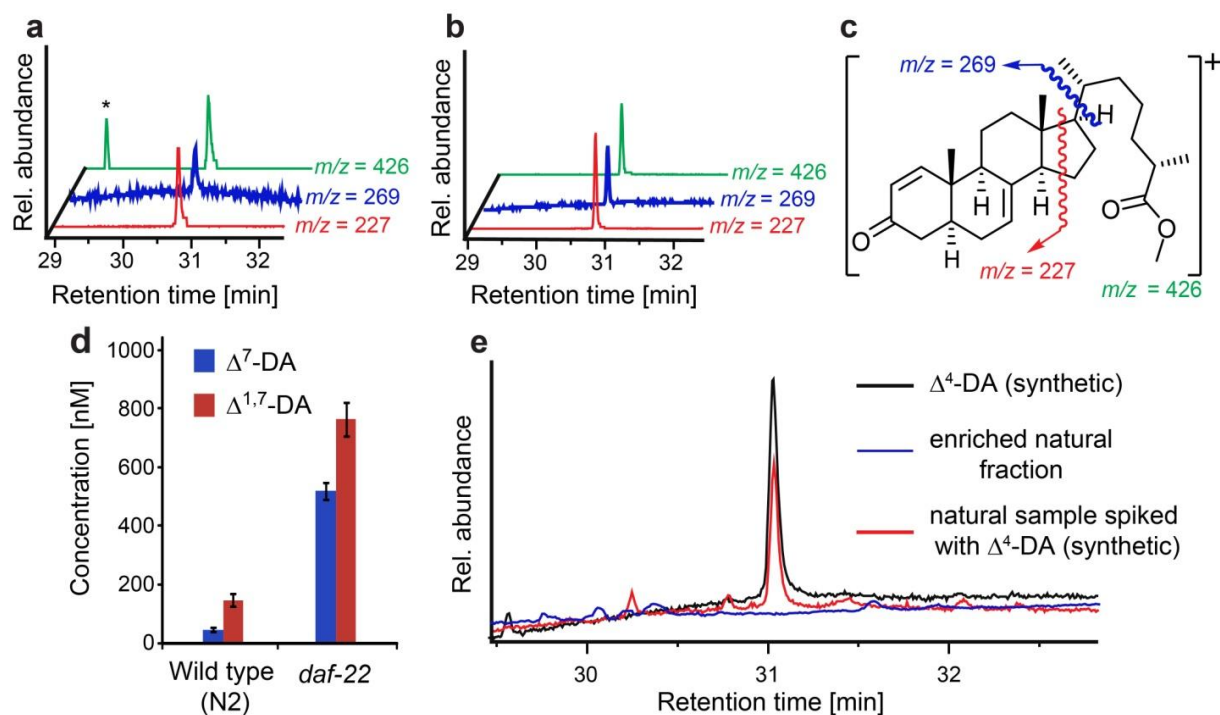 a
Rel. abundance
*
m/z = 426
m/z = 269
m/z = 227
29 30 31 32
Retention time [min]
b
Rel. abundance
m/z = 426
m/z = 269
m/z = 227
29 30 31 32
Retention time [min]
c
m/z = 269
+
H
H
H
H
O
O
O
m/z = 227
m/z = 426
d
Concentration [nM]
1000
800
600
400
200
0
Δ⁷-DA
Δ¹,⁷-DA
Wild type
(N2)
daf-22
e
Rel. abundance
Δ⁴-DA (synthetic)
enriched natural
fraction
natural sample spiked
with Δ⁴-DA (synthetic)
30 31 32
Retention time [min]